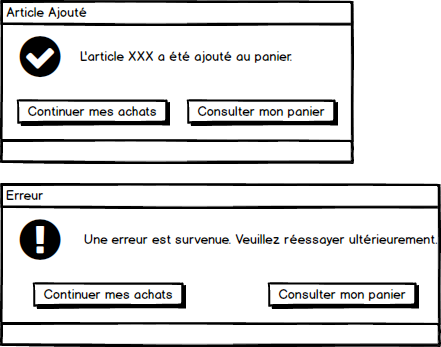 Article Ajouté
L'article XXX a été ajouté au panier.
Continuer mes achats
Consulter mon panier
Erreur
Une erreur est survenue. Veuillez réessayer ultérieurement.
Continuer mes achats
Consulter mon panier